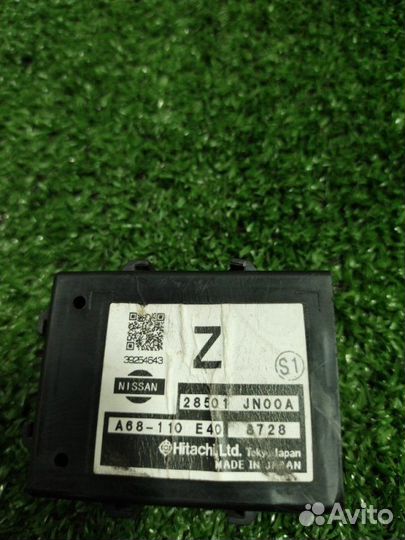 Z
S1
39254643
NISSAN
28501 JN00A
A68-110 E40 8728
Hitachi, Ltd. Tokyo Japan
MADE IN JAPAN
Avito